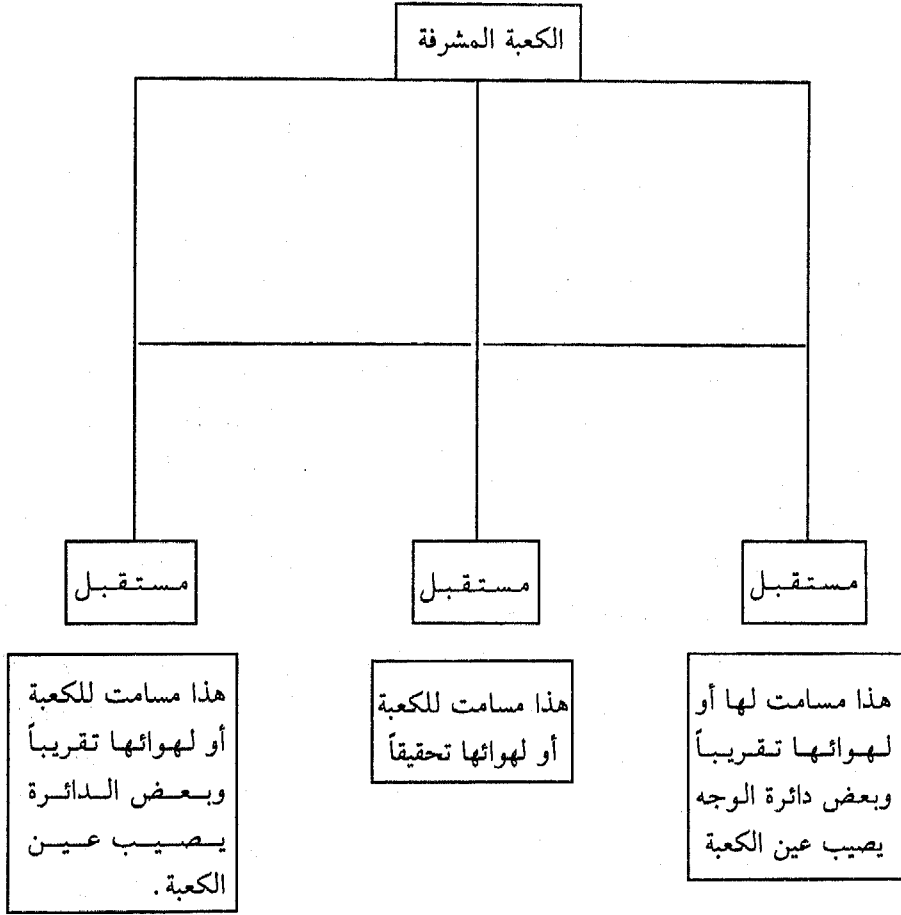 الكعبة المشرفة
مستقبل
مستقبل
مستقبل
هذا مسامت لها أو
لهوائها تقريباً
وبعض دائرة الوجه
يصيب عين الكعبة
هذا مسامت للكعبة
أو لهوائها تحقيقاً
هذا مسامت للكعبة
أو لهوائها تقريباً
وبعض الدائرة
يصيب عين
الكعبة.